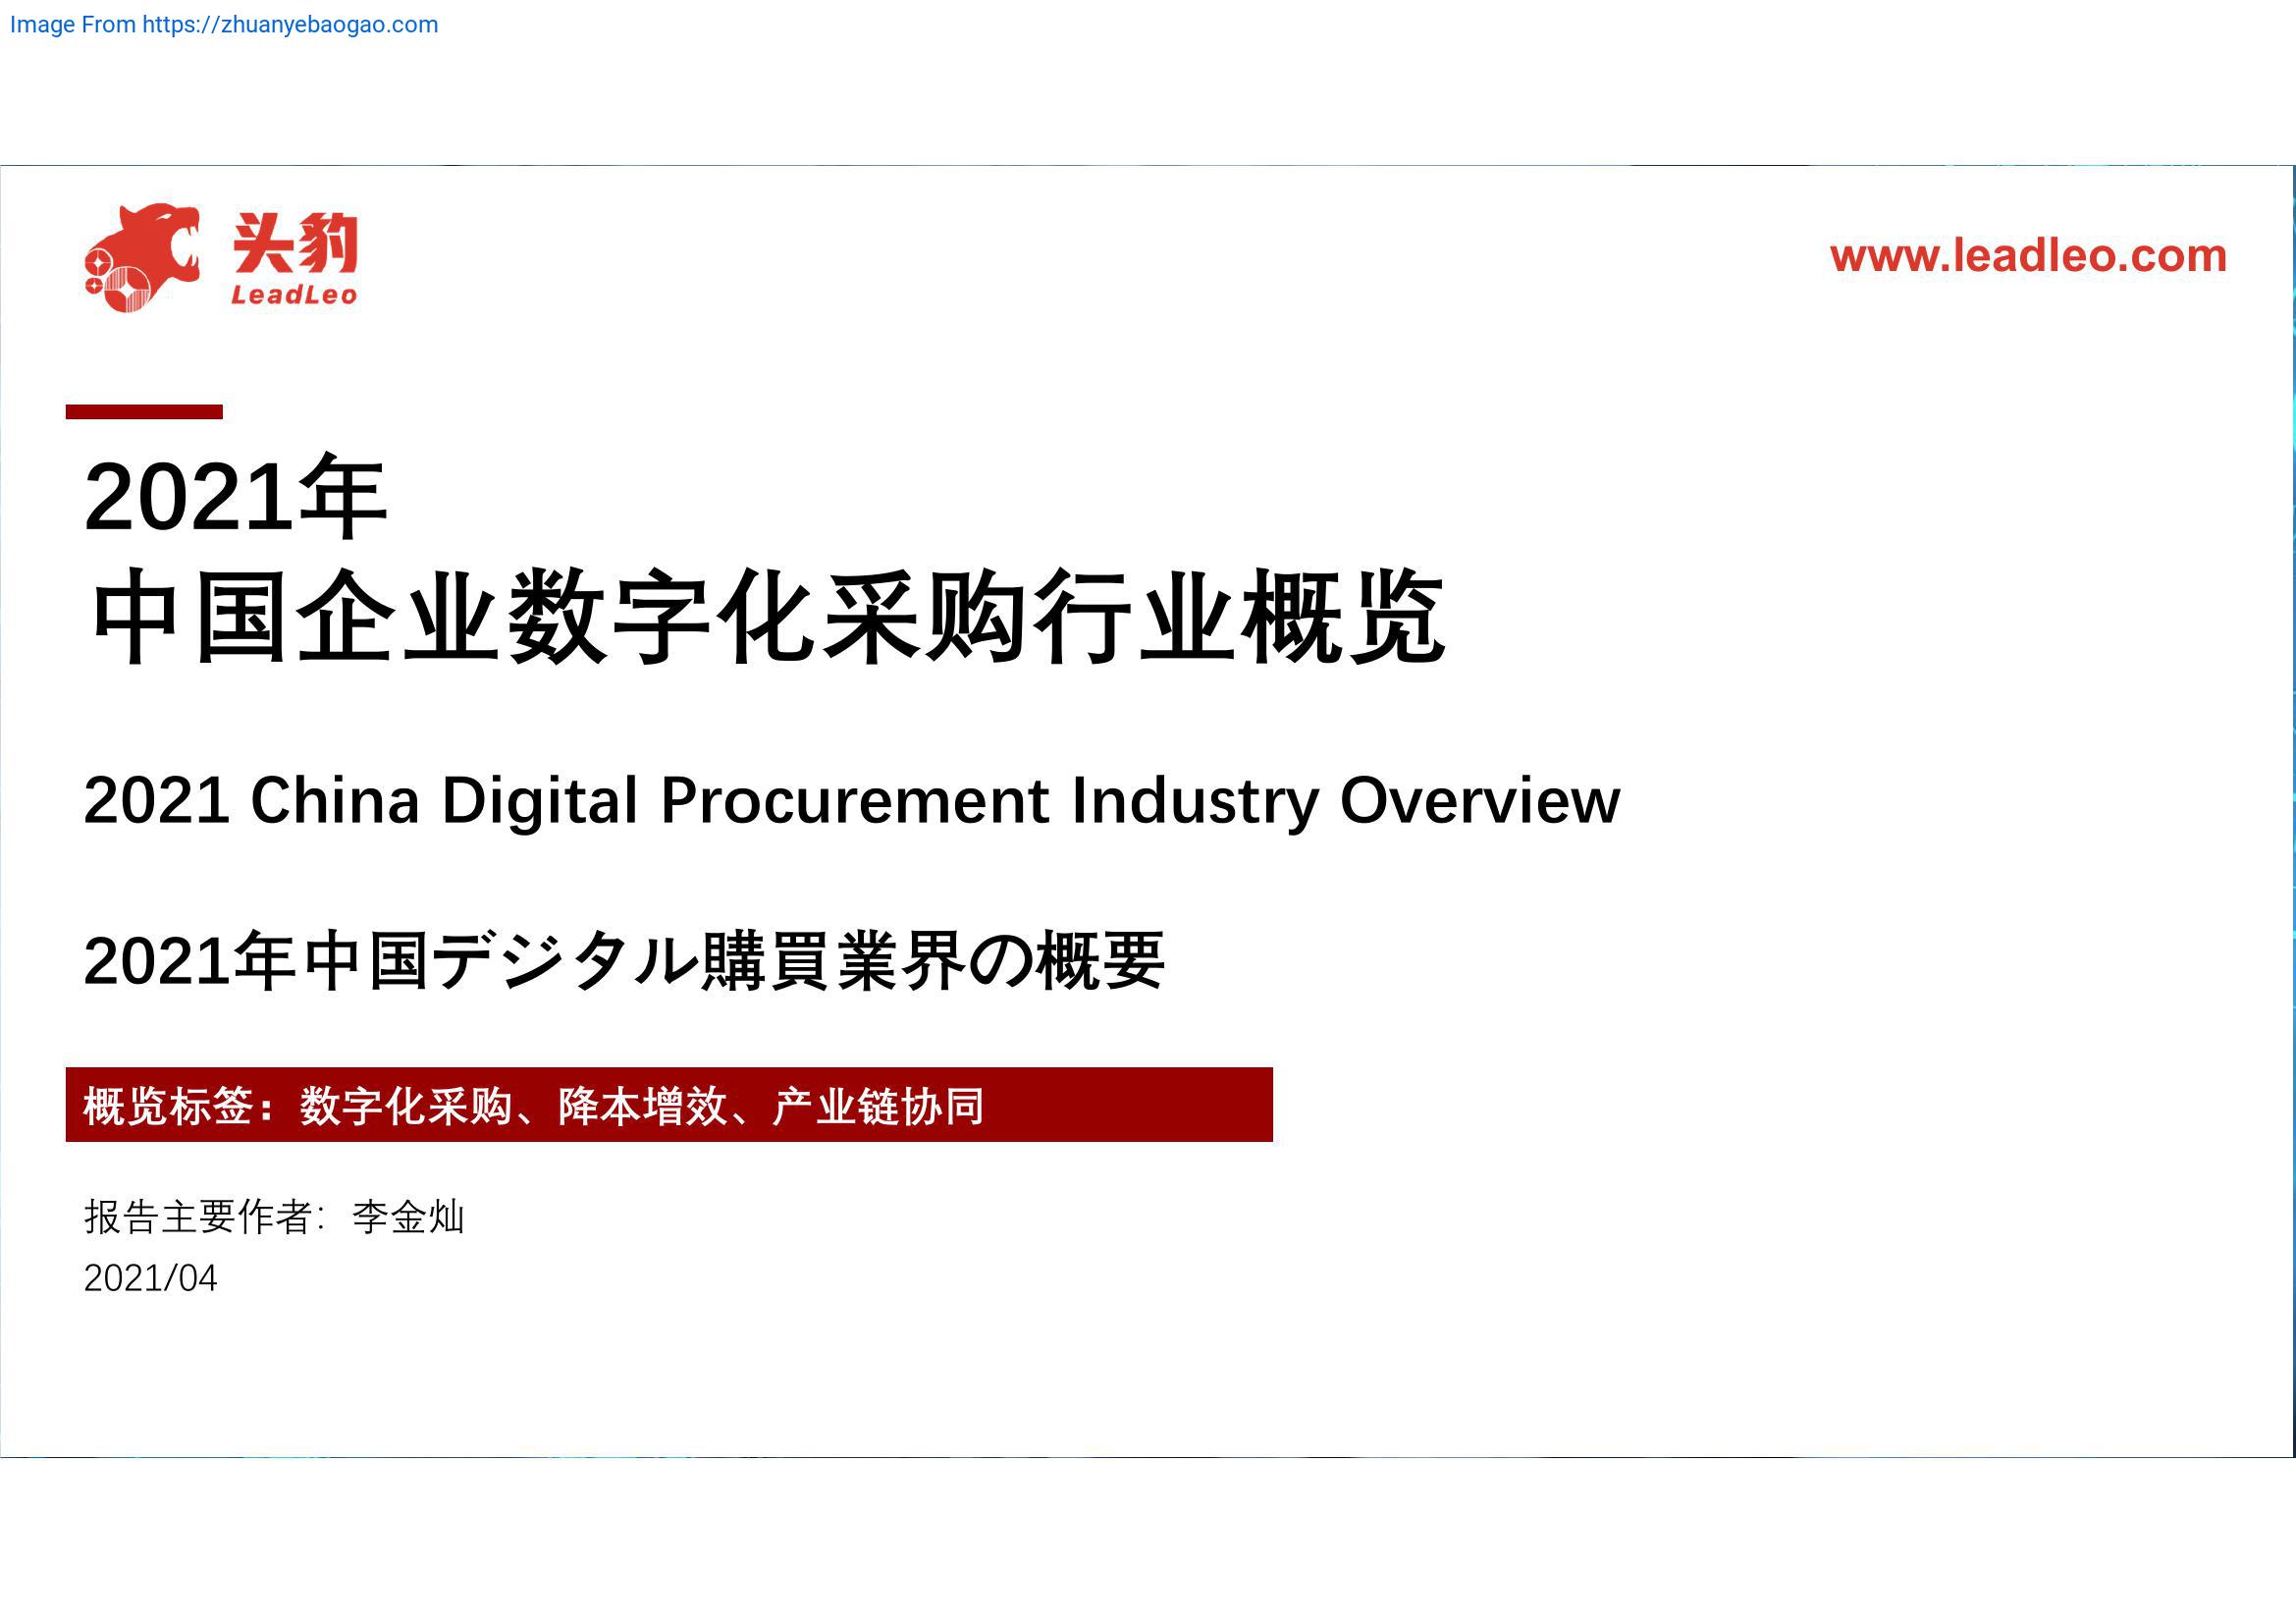 Image From https://zhuanyebaogao.com
头豹
LeadLeo
www.leadleo.com
2021年
中国企业数字化采购行业概览
2021 China Digital Procurement Industry Overview
2021年中国デジタル購買業界の概要
概览标签：数字化采购、降本增效、产业链协同
报告主要作者：李金灿
2021/04